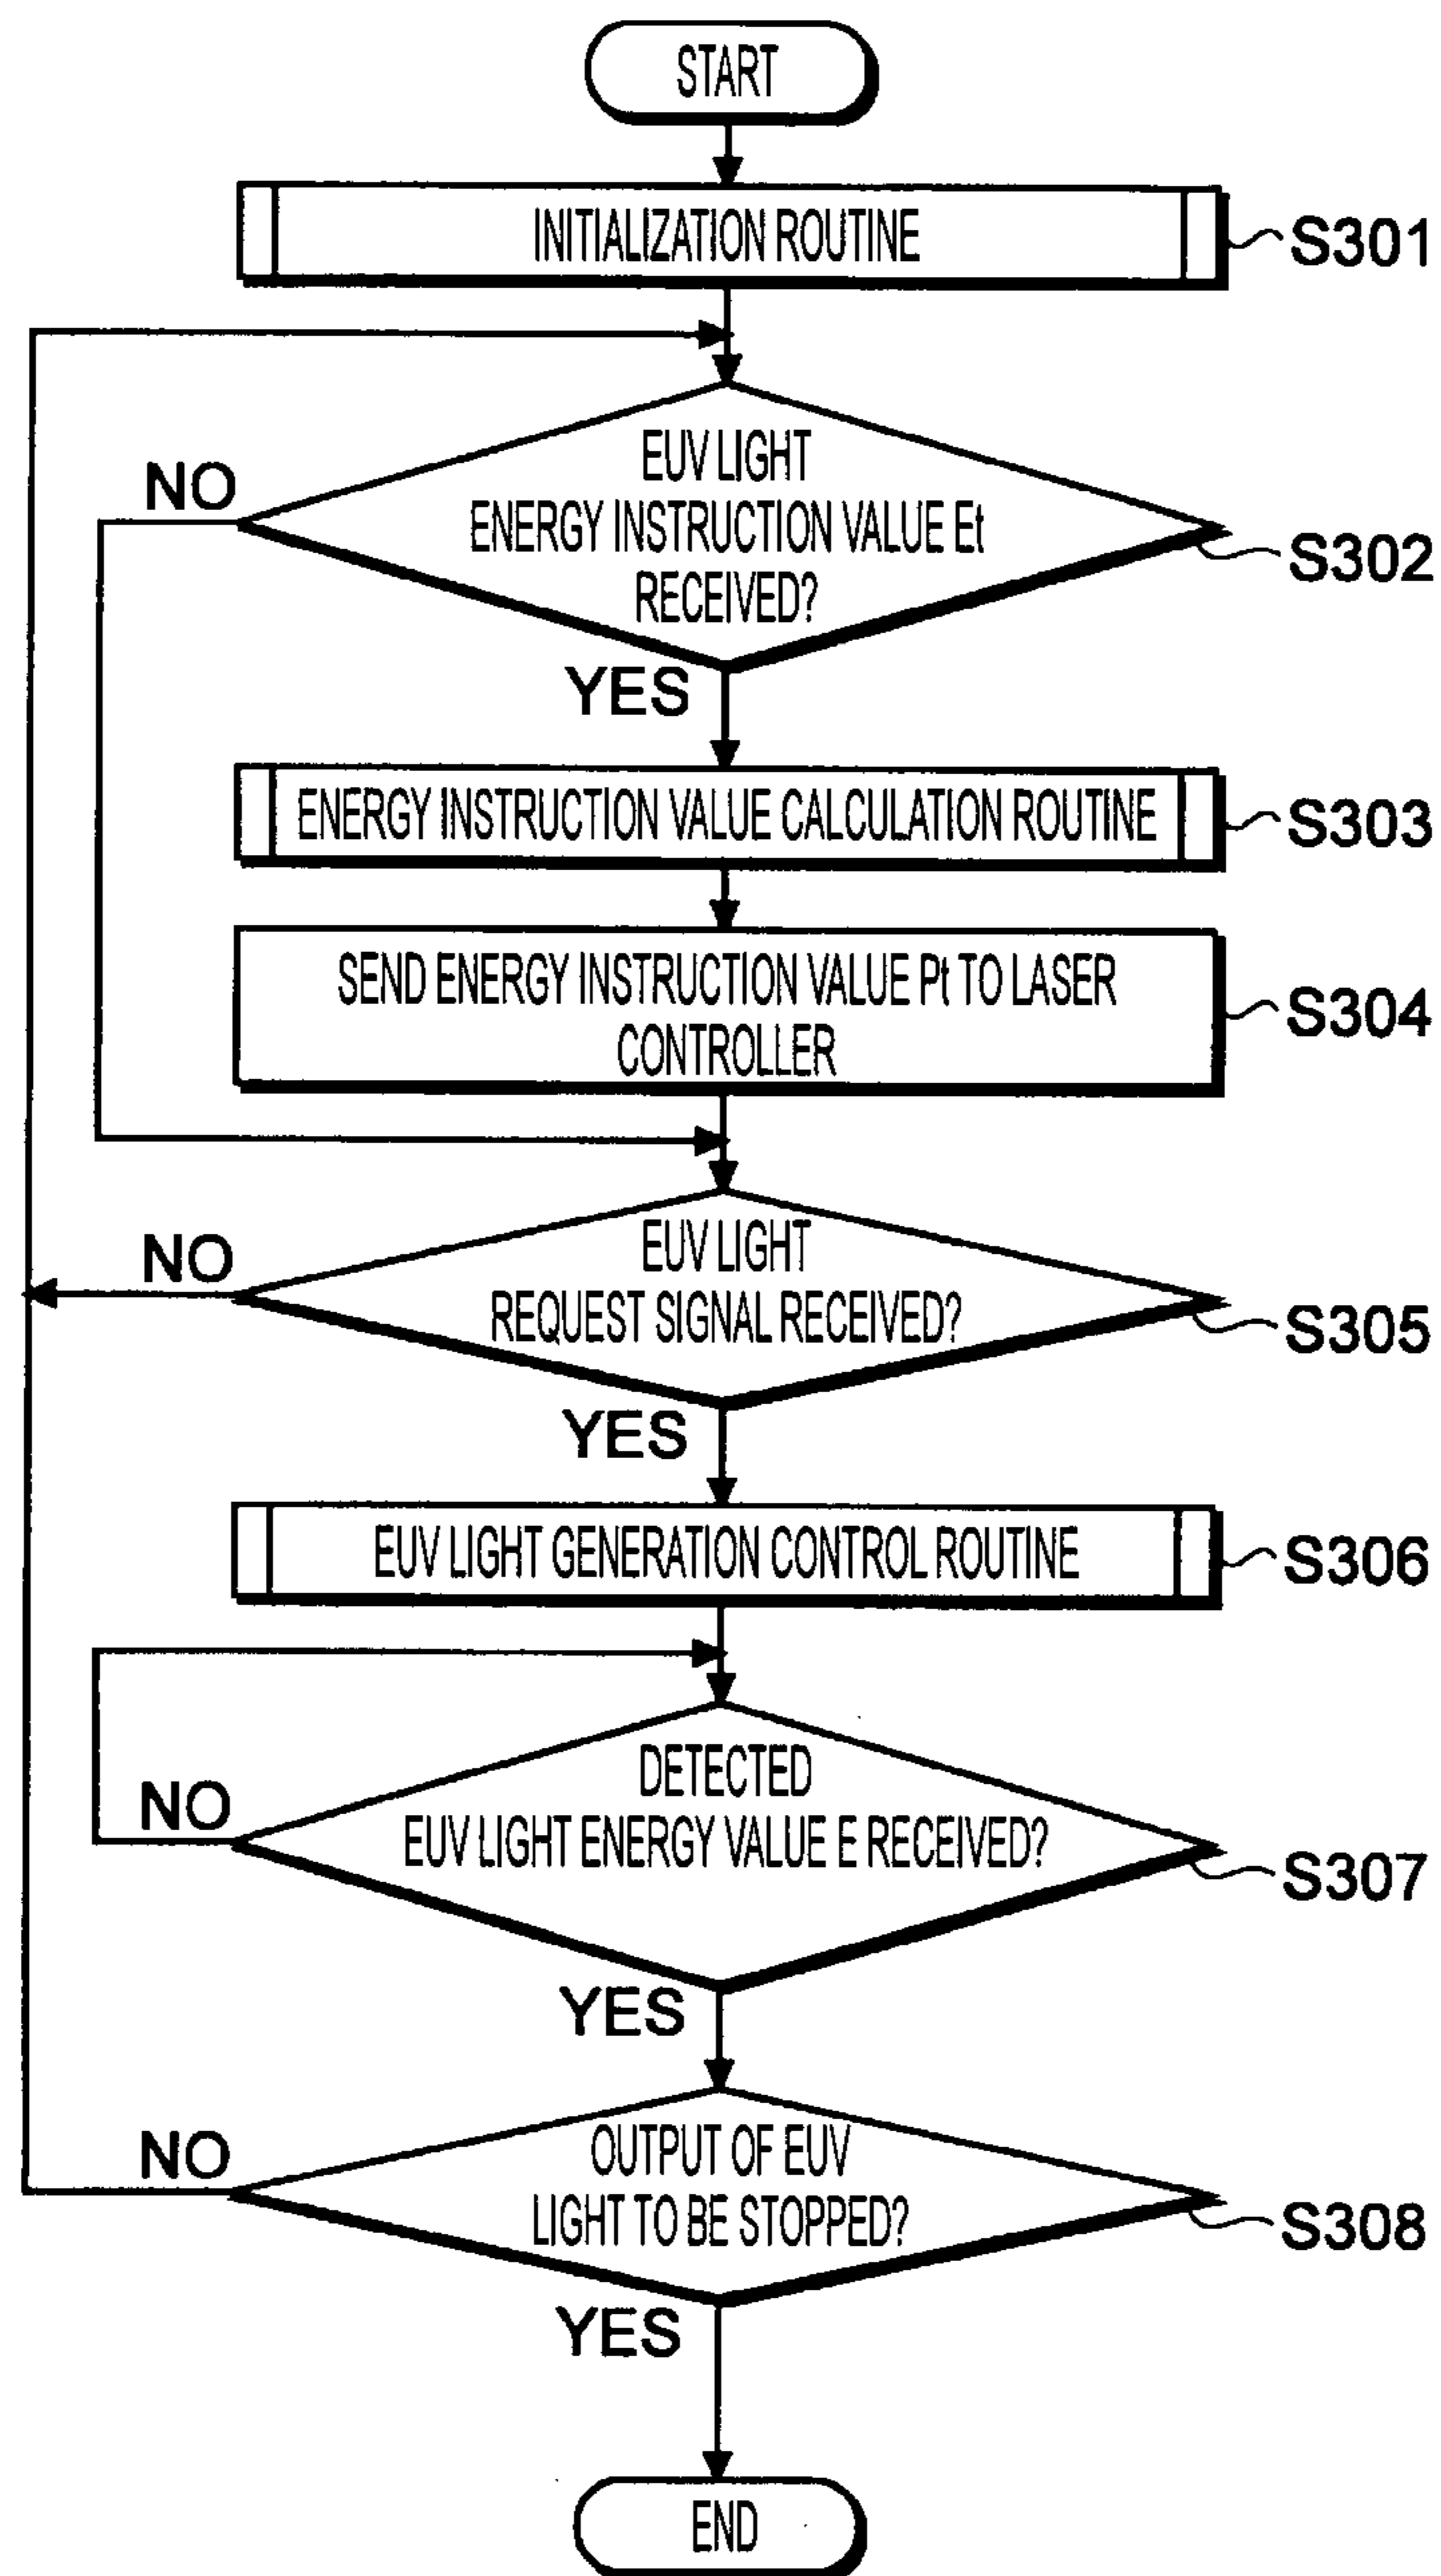 START
INITIALIZATION ROUTINE
S301
EUV LIGHT
ENERGY INSTRUCTION VALUE Et
RECEIVED?
NO
S302
YES
ENERGY INSTRUCTION VALUE CALCULATION ROUTINE
S303
SEND ENERGY INSTRUCTION VALUE Pt TO LASER
CONTROLLER
S304
EUV LIGHT
REQUEST SIGNAL RECEIVED?
NO
S305
YES
EUV LIGHT GENERATION CONTROL ROUTINE
S306
DETECTED
EUV LIGHT ENERGY VALUE E RECEIVED?
NO
S307
YES
OUTPUT OF EUV
LIGHT TO BE STOPPED?
NO
S308
YES
END